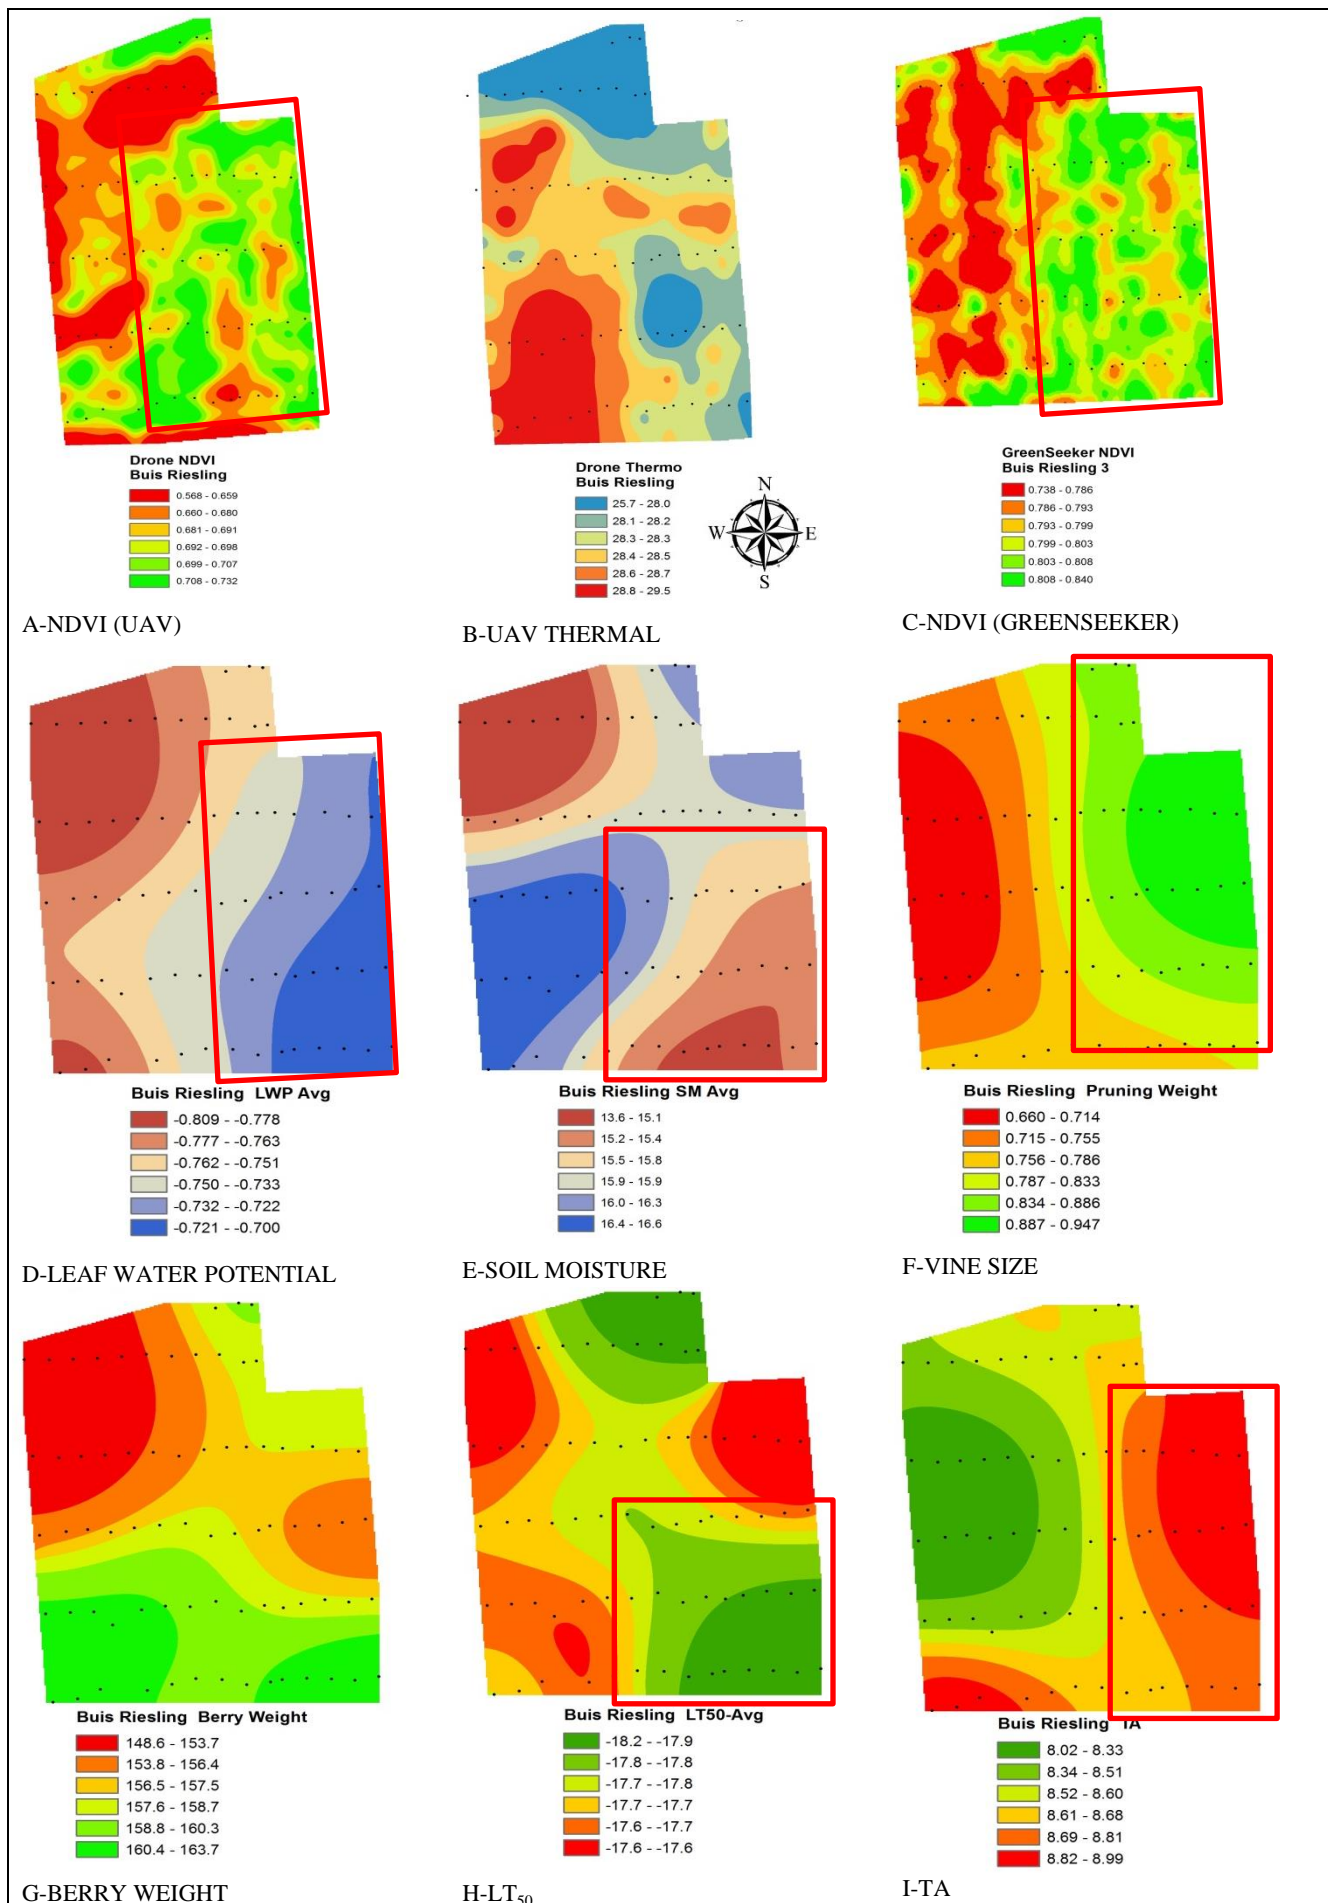 Drone NDVI
Buis Riesling
0.568 - 0.659
0.660 - 0.680
0.681 - 0.691
0.692 - 0.698
0.699 - 0.707
0.708 - 0.732
A-NDVI (UAV)
Drone Thermo
Buis Riesling
25.7 - 28.0
28.1 - 28.2
28.3 - 28.3
28.4 - 28.5
28.6 - 28.7
28.8 - 29.5
N
W
E
S
B-UAV THERMAL
GreenSeeker NDVI
Buis Riesling 3
0.738 - 0.786
0.786 - 0.793
0.793 - 0.799
0.799 - 0.803
0.803 - 0.808
0.808 - 0.840
C-NDVI (GREENSEEKER)
Buis Riesling LWP Avg
-0.809 - -0.778
-0.777 - -0.763
-0.762 - -0.751
-0.750 - -0.733
-0.732 - -0.722
-0.721 - -0.700
D-LEAF WATER POTENTIAL
Buis Riesling SM Avg
13.6 - 15.1
15.2 - 15.4
15.5 - 15.8
15.9 - 15.9
16.0 - 16.3
16.4 - 16.6
E-SOIL MOISTURE
Buis Riesling Pruning Weight
0.660 - 0.714
0.715 - 0.755
0.756 - 0.786
0.787 - 0.833
0.834 - 0.886
0.887 - 0.947
F-VINE SIZE
Buis Riesling Berry Weight
148.6 - 153.7
153.8 - 156.4
156.5 - 157.5
157.6 - 158.7
158.8 - 160.3
160.4 - 163.7
G-BERRY WEIGHT
Buis Riesling LT50-Avg
-18.2 - -17.9
-17.8 - -17.8
-17.7 - -17.8
-17.7 - -17.7
-17.6 - -17.7
-17.6 - -17.6
H-LT₅₀
Buis Riesling TA
8.02 - 8.33
8.34 - 8.51
8.52 - 8.60
8.61 - 8.68
8.69 - 8.81
8.82 - 8.99
I-TA